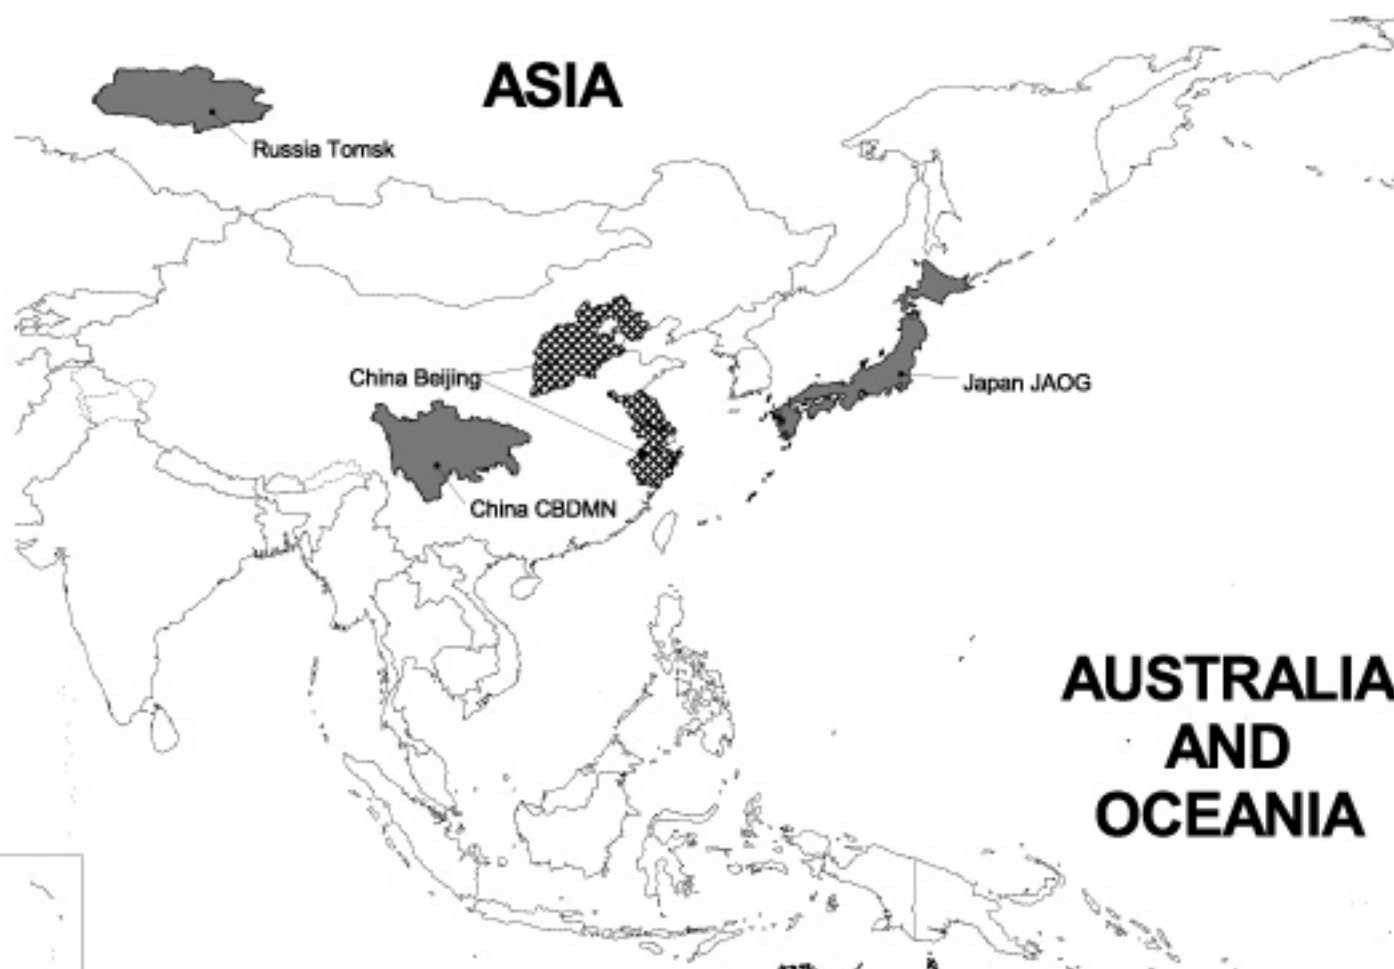 ASIA
Russia Tomsk
China Beijing
Japan JAOG
China CBDMN
AUSTRALIA
AND
OCEANIA